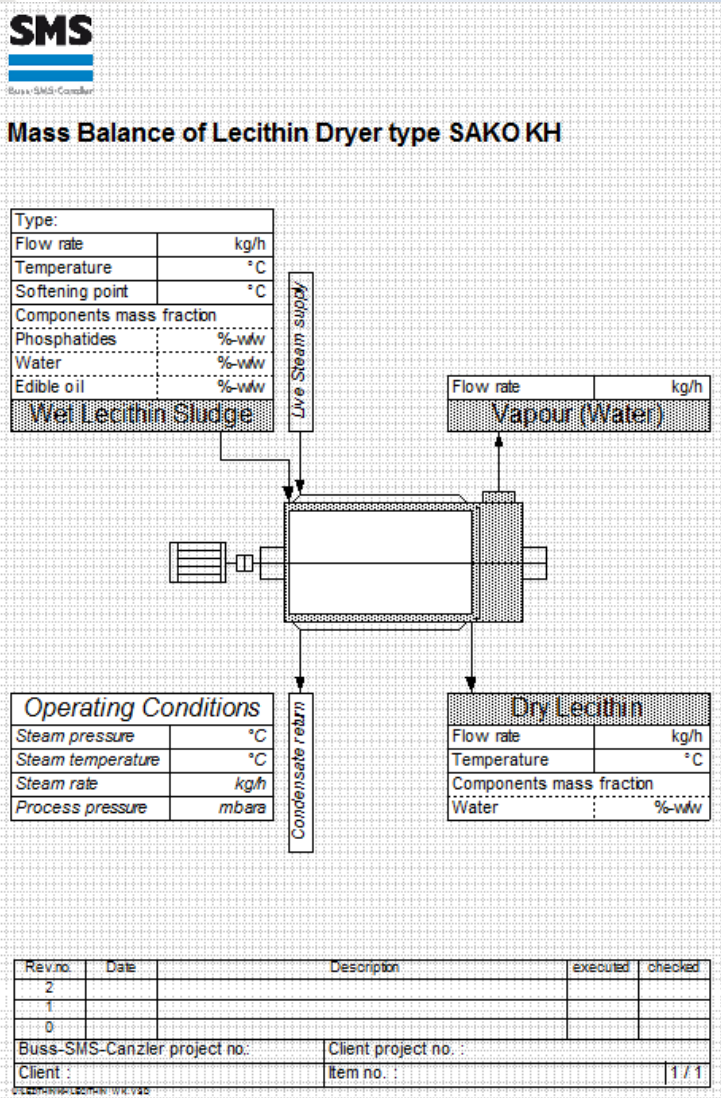 SMS
Buss-SMS-Canzler
Mass Balance of Lecithin Dryer type SAKO KH
Type:
Flow rate kg/h
Temperature °C
Softening point °C
Components mass fraction
Phosphatides %-w/w
Water %-w/w
Edible oil %-w/w
Wet Lecithin Sludge
Live Steam supply
Flow rate kg/h
Vapour (Water)
Operating Conditions
Steam pressure °C
Steam temperature °C
Steam rate kg/h
Process pressure mbara
Condensate return
Dry Lecithin
Flow rate kg/h
Temperature °C
Components mass fraction
Water %-w/w
Rev.no. Date Description executed checked
2
1
0
Buss-SMS-Canzler project no.: Client project no. :
Client : Item no. : 1 / 1